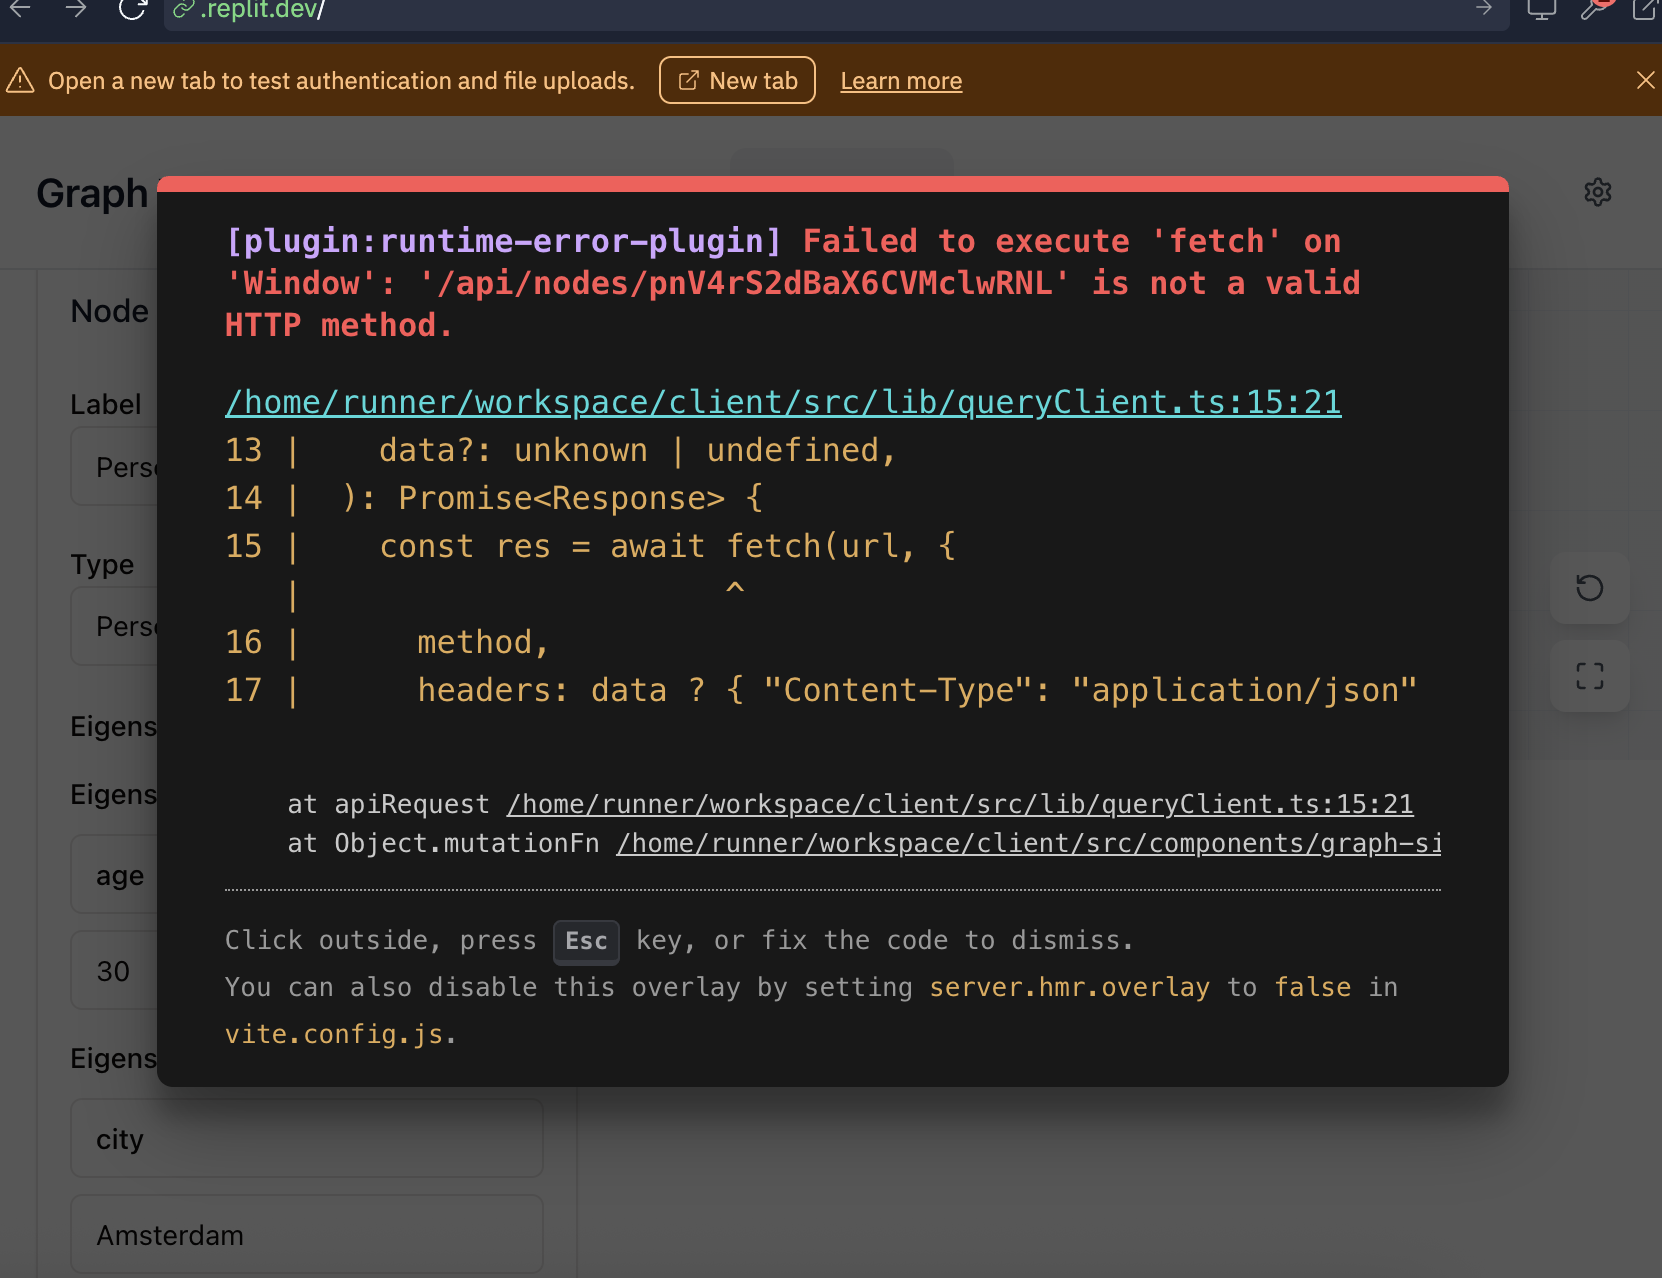 .replit.dev/
Open a new tab to test authentication and file uploads. New tab Learn more
Graph
[plugin:runtime-error-plugin] Failed to execute 'fetch' on
'Window': '/api/nodes/pnV4rS2dBaX6CVMclwRNL' is not a valid
HTTP method.
/home/runner/workspace/client/src/lib/queryClient.ts:15:21
13 | data?: unknown | undefined,
14 | ): Promise<Response> {
15 | const res = await fetch(url, {
| ^
16 | method,
17 | headers: data ? { "Content-Type": "application/json"
at apiRequest /home/runner/workspace/client/src/lib/queryClient.ts:15:21
at Object.mutationFn /home/runner/workspace/client/src/components/graph-si
Click outside, press Esc key, or fix the code to dismiss.
You can also disable this overlay by setting server.hmr.overlay to false in
vite.config.js.
Node
Label
Perso
Type
Perso
Eigens
Eigens
age
30
Eigens
city
Amsterdam